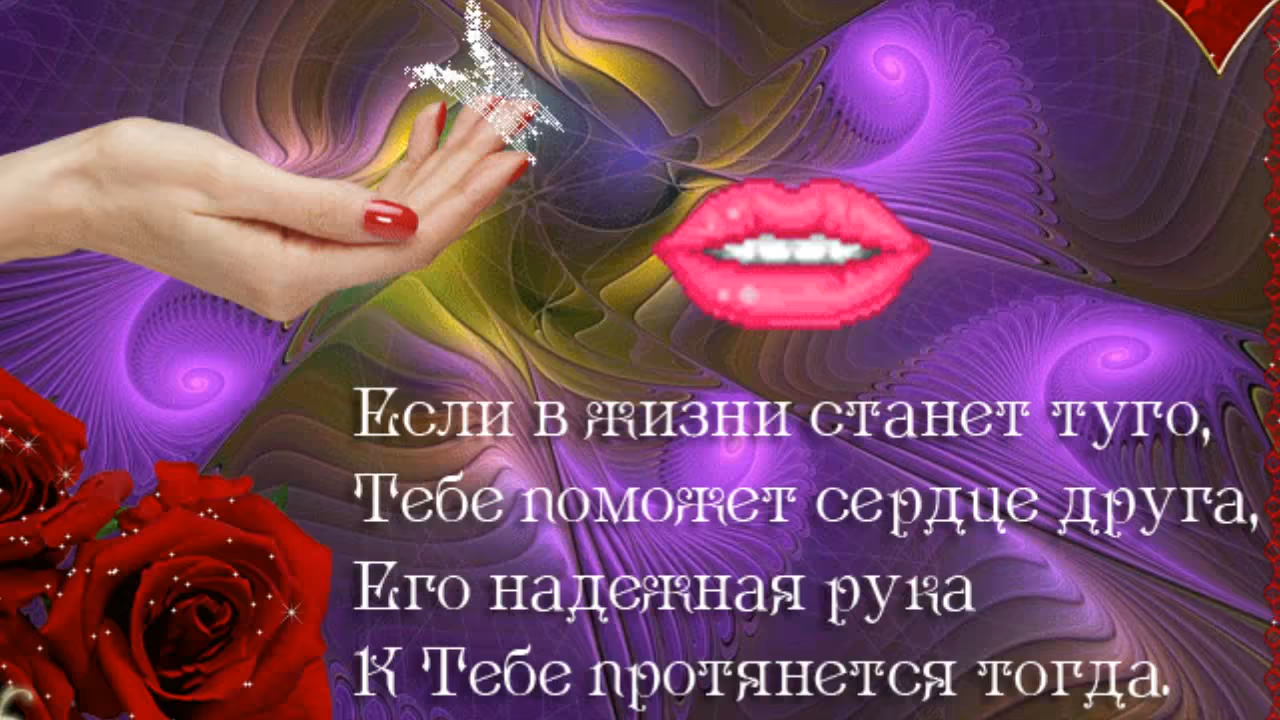 Если в жизни станет туго,
Тебе поможет сердце друга,
Его надежная рука
К Тебе протянется тогда.